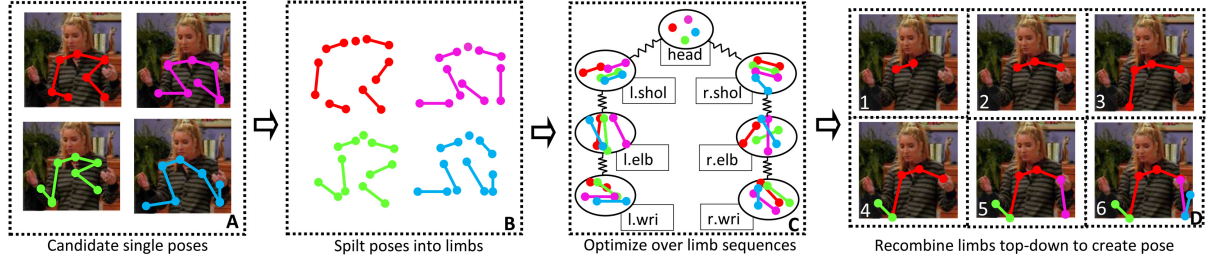 A
Candidate single poses
B
Spilt poses into limbs
head
l.shol
r.shol
l.elb
r.elb
l.wri
r.wri
C
Optimize over limb sequences
1
2
3
4
5
6
D
Recombine limbs top-down to create pose